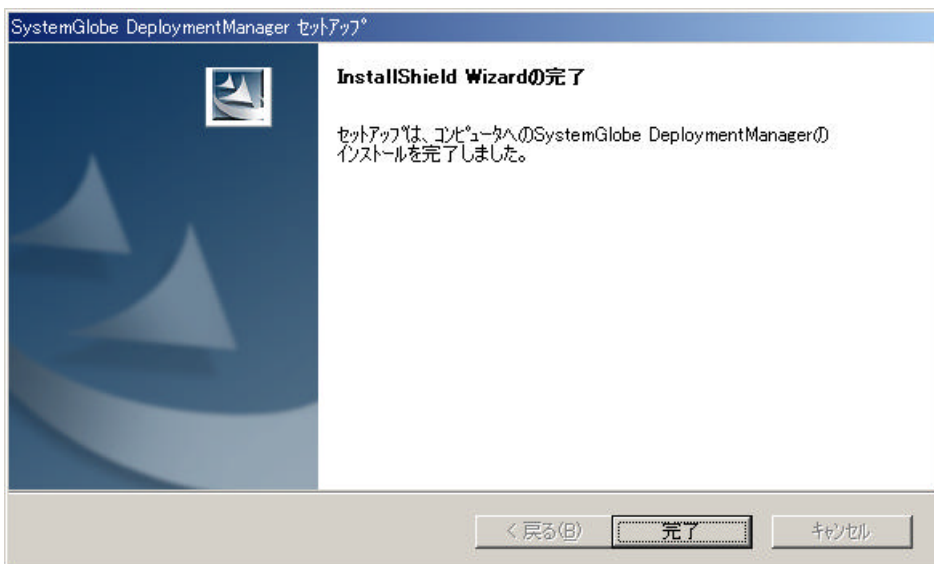 SystemGlobe DeploymentManager セットアップ
InstallShield Wizardの完了
セットアップは、コンピュータへのSystemGlobe DeploymentManagerの
インストールを完了しました。
< 戻る(B)
完了
キャンセル